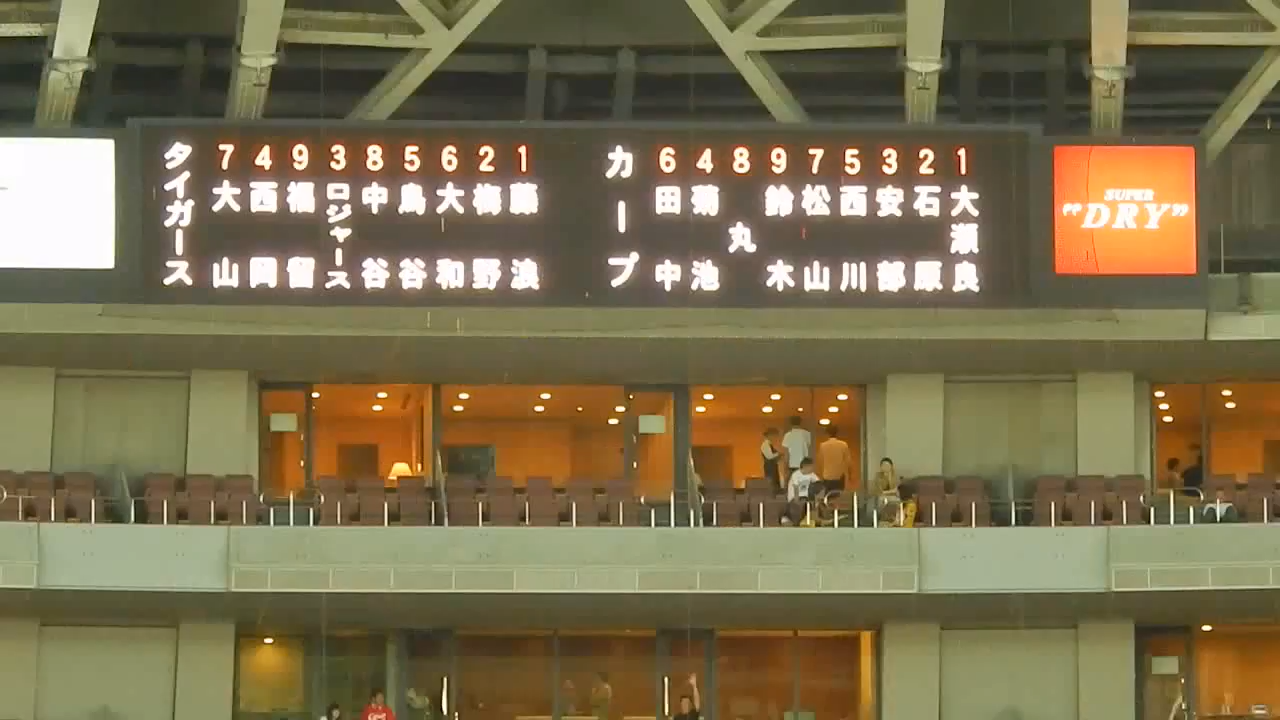 タイガース
7 4 9 3 8 5 6 2 1
大山 西岡 福留 ロジャース 中谷 鳥谷 大和 梅野 藤浪
カープ
6 4 8 9 7 5 3 2 1
田中 菊池 丸 鈴木 松山 西川 安部 石原 大瀬良
SUPER
"DRY"